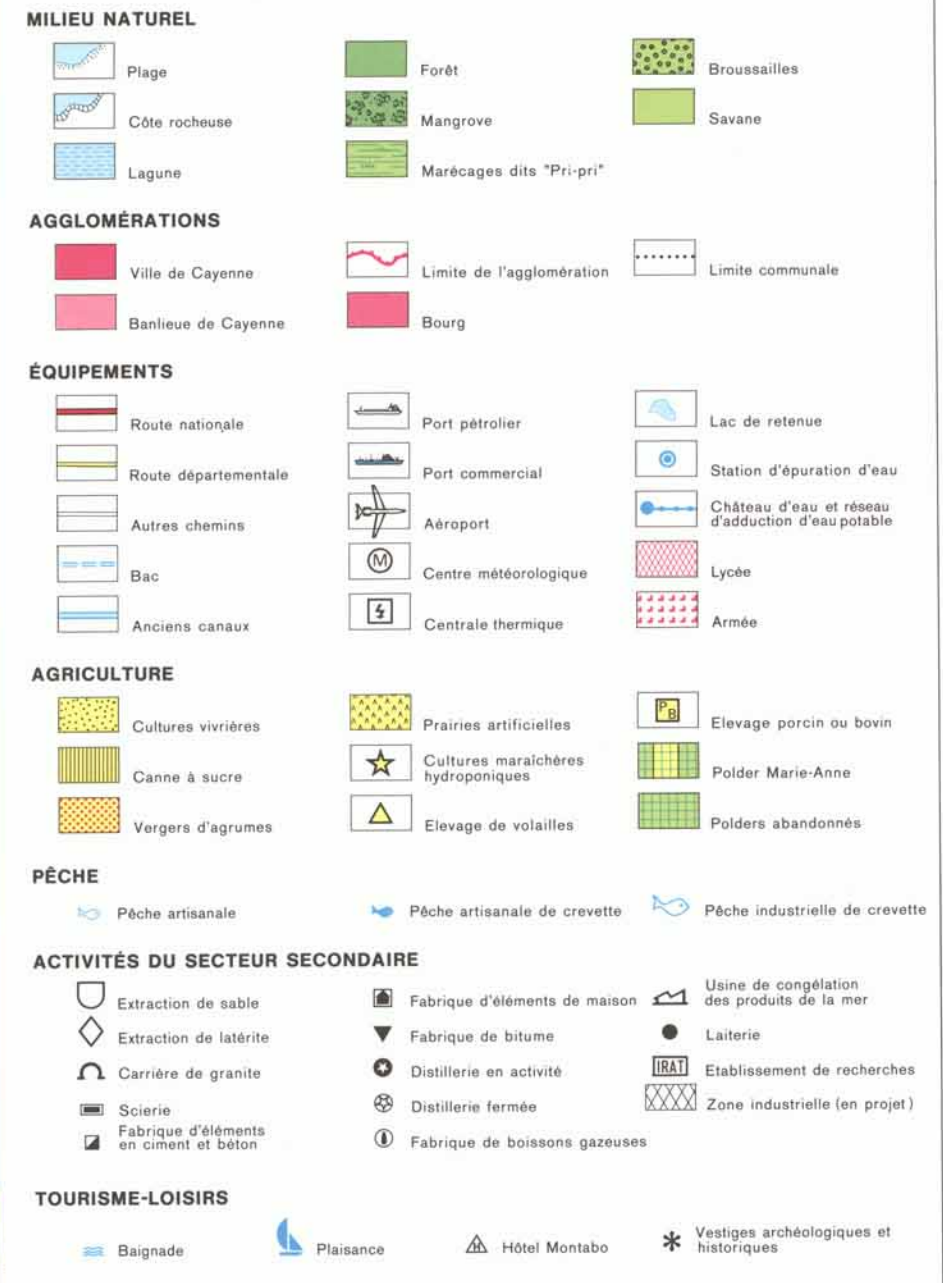 MILIEU NATUREL
Plage
Forêt
Broussailles
Côte rocheuse
Mangrove
Savane
Lagune
Marécages dits "Pri-pri"
AGGLOMÉRATIONS
Ville de Cayenne
Limite de l'agglomération
Limite communale
Banlieue de Cayenne
Bourg
ÉQUIPEMENTS
Route nationale
Port pétrolier
Lac de retenue
Route départementale
Port commercial
Station d'épuration d'eau
Autres chemins
Aéroport
Château d'eau et réseau
d'adduction d'eau potable
Bac
M
Centre météorologique
Lycée
Anciens canaux
Centrale thermique
Armée
AGRICULTURE
Cultures vivrières
Prairies artificielles
P B
Elevage porcin ou bovin
Canne à sucre
Cultures maraîchères
hydroponiques
Polder Marie-Anne
Vergers d'agrumes
Elevage de volailles
Polders abandonnés
PÊCHE
Pêche artisanale
Pêche artisanale de crevette
Pêche industrielle de crevette
ACTIVITÉS DU SECTEUR SECONDAIRE
Extraction de sable
Fabrique d'éléments de maison
Usine de congélation
des produits de la mer
Extraction de latérite
Fabrique de bitume
Laiterie
Carrière de granite
Distillerie en activité
IRAT
Etablissement de recherches
Scierie
Distillerie fermée
Zone industrielle (en projet)
Fabrique d'éléments
en ciment et béton
Fabrique de boissons gazeuses
TOURISME-LOISIRS
Baignade
Plaisance
H
Hôtel Montabo
Vestiges archéologiques et
historiques